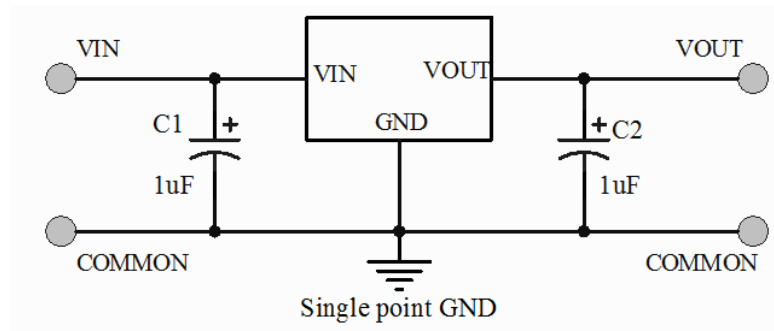 VIN
VOUT
VIN
VOUT
GND
C1
+
+
C2
1uF
1uF
COMMON
COMMON
Single point GND